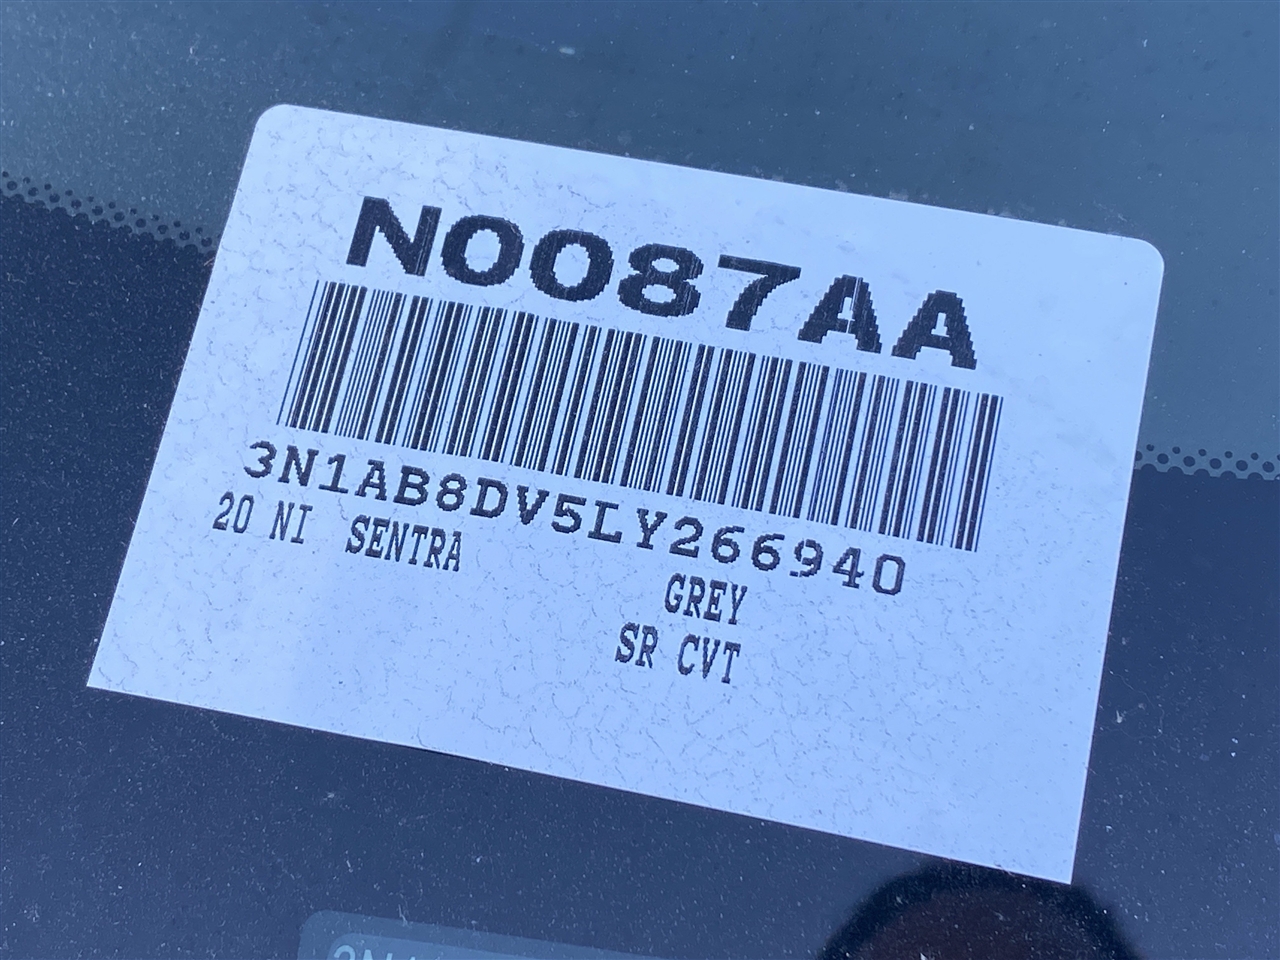 N0087AA
3N1AB8DV5LY266940
20 NI SENTRA
GREY
SR CVT